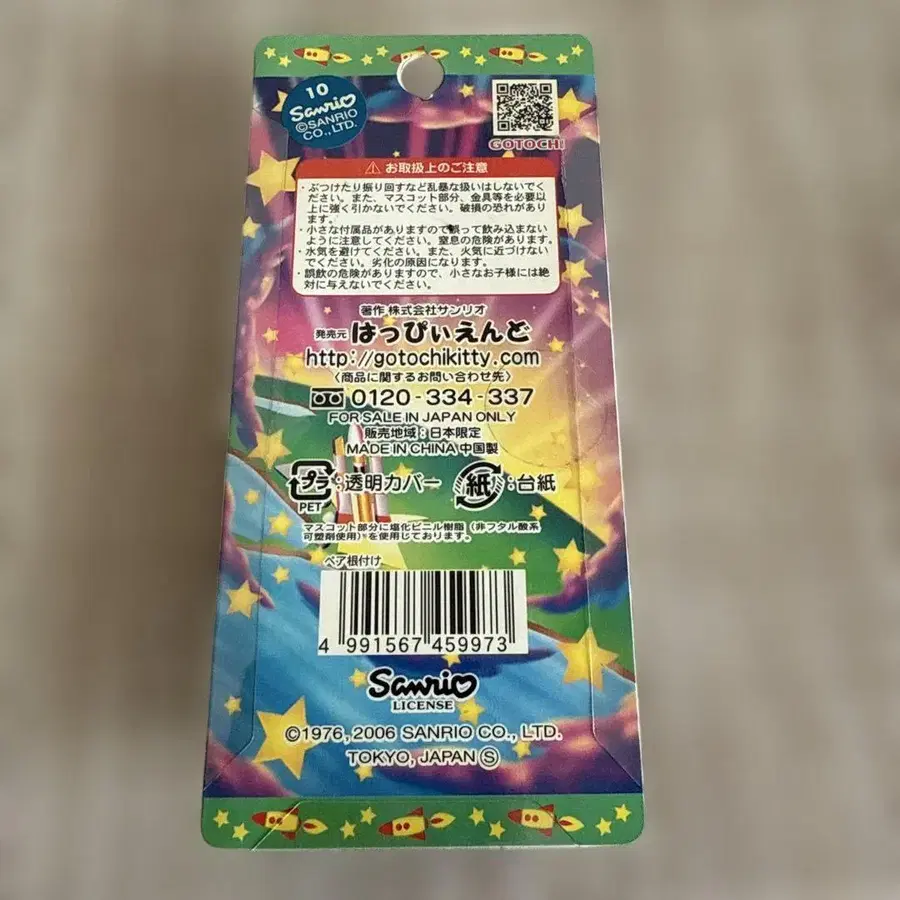 10
Sanrio
©SANRIO
CO., LTD.
GOTOCHI
⚠ お取扱上のご注意
・ぶつけたり振り回すなど乱暴な扱いはしないでく
ださい。また、マスコット部分、金具等を必要以
上に強く引かないでください。破損の恐れがあり
ます。
・小さな付属品がありますので誤って飲み込まない
ように注意してください。窒息の危険があります。
・水気を避けてください。また、火気に近づけない
でください。劣化の原因になります。
・誤飲の危険がありますので、小さなお子様には絶
対に与えないでください。
著作 株式会社サンリオ
発売元 はっぴぃえんど
http://gotochikitty.com
〈商品に関するお問い合わせ先〉
0120-334-337
FOR SALE IN JAPAN ONLY
販売地域：日本限定
MADE IN CHINA 中国製
プラ：透明カバー 紙：台紙
PET
マスコット部分に塩化ビニル樹脂（非フタル酸系
可塑剤使用）を使用しております。
ペア根付け
4 991567 459973
Sanrio
LICENSE
©1976, 2006 SANRIO CO., LTD.
TOKYO, JAPAN Ⓢ